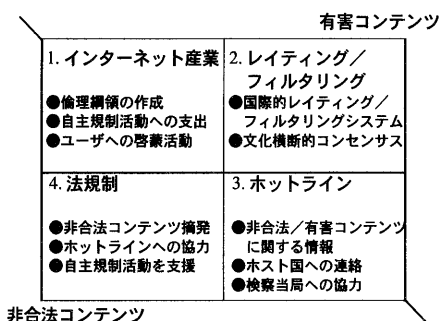 有害コンテンツ
1. インターネット産業
●倫理綱領の作成
●自主規制活動への支出
●ユーザへの啓蒙活動
2. レイティング／
フィルタリング
●国際的レイティング／
フィルタリングシステム
●文化横断的コンセンサス
4. 法規制
●非合法コンテンツ摘発
●ホットラインへの協力
●自主規制活動を支援
3. ホットライン
●非合法／有害コンテンツ
に関する情報
●ホスト国への連絡
●検察当局への協力
非合法コンテンツ